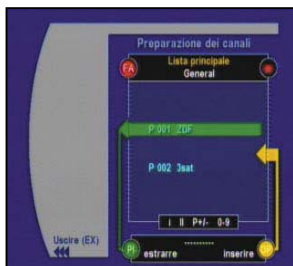 Preparazione dei canali
FA
Lista principale
General
P 001 ZDF
P 002 3sat
I II P+/- 0-9
Uscire (EX)
PI
estrarre
inserire